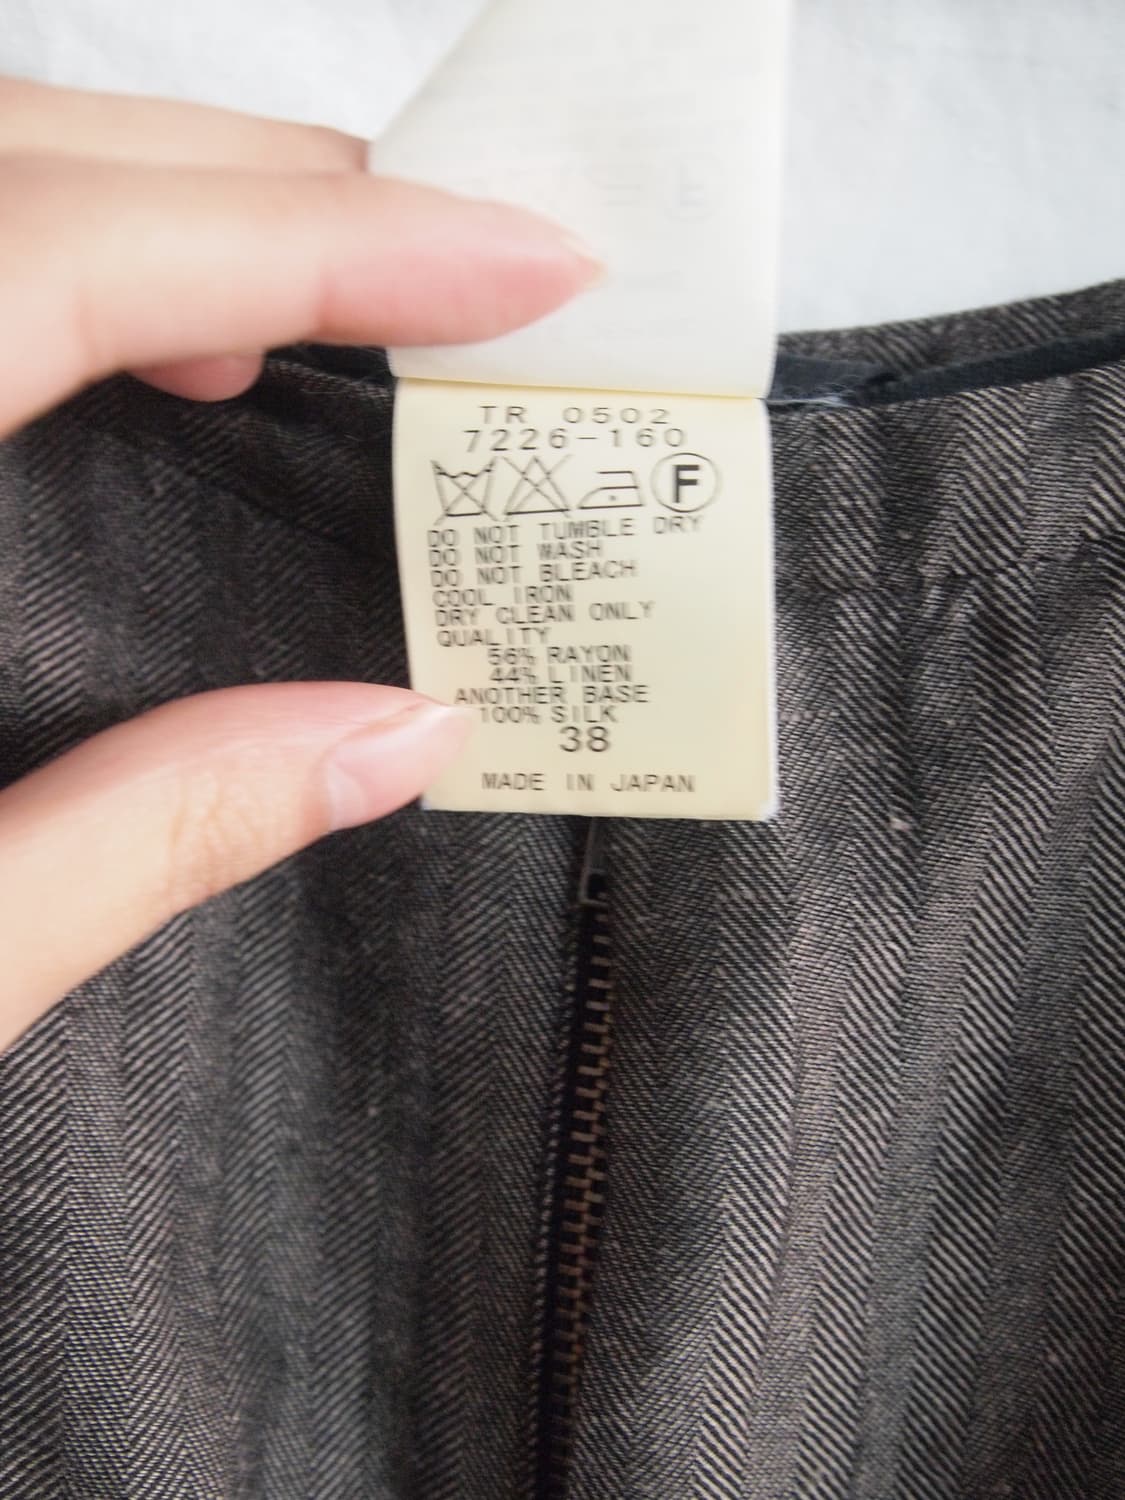 TR 0502
7226-160
F
DO NOT TUMBLE DRY
DO NOT WASH
DO NOT BLEACH
COOL IRON
DRY CLEAN ONLY
QUALITY
56% RAYON
44% LINEN
ANOTHER BASE
100% SILK
38
MADE IN JAPAN